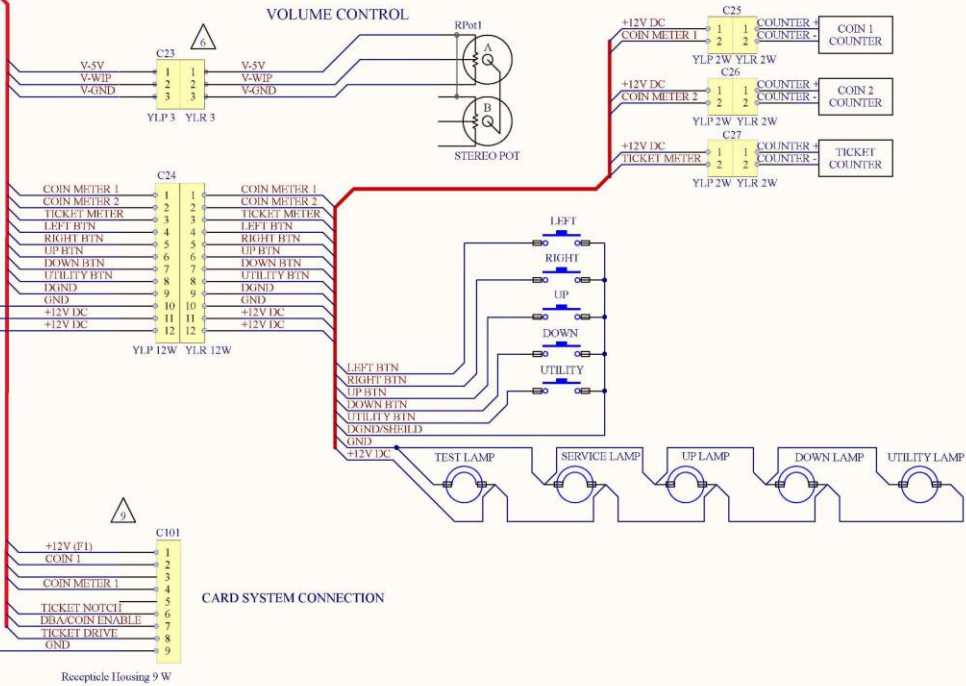 VOLUME CONTROL
C23
6
V-5V 1 1 V-5V
V-WIP 2 2 V-WIP
V-GND 3 3 V-GND
YLP 3 YLR 3
RPot1
A
B
STEREO POT
C25
+12V DC 1 1 COUNTER +
COIN METER 1 2 2 COUNTER -
COIN 1
COUNTER
YLP 2W YLR 2W
C26
+12V DC 1 1 COUNTER +
COIN METER 2 2 2 COUNTER -
COIN 2
COUNTER
YLP 2W YLR 2W
C27
+12V DC 1 1 COUNTER +
TICKET METER 2 2 COUNTER -
TICKET
COUNTER
YLP 2W YLR 2W
C24
COIN METER 1 1 1 COIN METER 1
COIN METER 2 2 2 COIN METER 2
TICKET METER 3 3 TICKET METER
LEFT BTN 4 4 LEFT BTN
RIGHT BTN 5 5 RIGHT BTN
UP BTN 6 6 UP BTN
DOWN BTN 7 7 DOWN BTN
UTILITY BTN 8 8 UTILITY BTN
DGND 9 9 DGND
GND 10 10 GND
+12V DC 11 11 +12V DC
+12V DC 12 12 +12V DC
YLP 12W YLR 12W
LEFT
RIGHT
UP
DOWN
UTILITY
LEFT BTN
RIGHT BTN
UP BTN
DOWN BTN
UTILITY BTN
DGND/SHEILD
GND
+12V DC
TEST LAMP
SERVICE LAMP
UP LAMP
DOWN LAMP
UTILITY LAMP
9
C101
+12V (F1) 1
COIN 1 2
3
COIN METER 1 4
5
TICKET NOTCH 6
DBA/COIN ENABLE 7
TICKET DRIVE 8
GND 9
CARD SYSTEM CONNECTION
Recepticle Housing 9 W